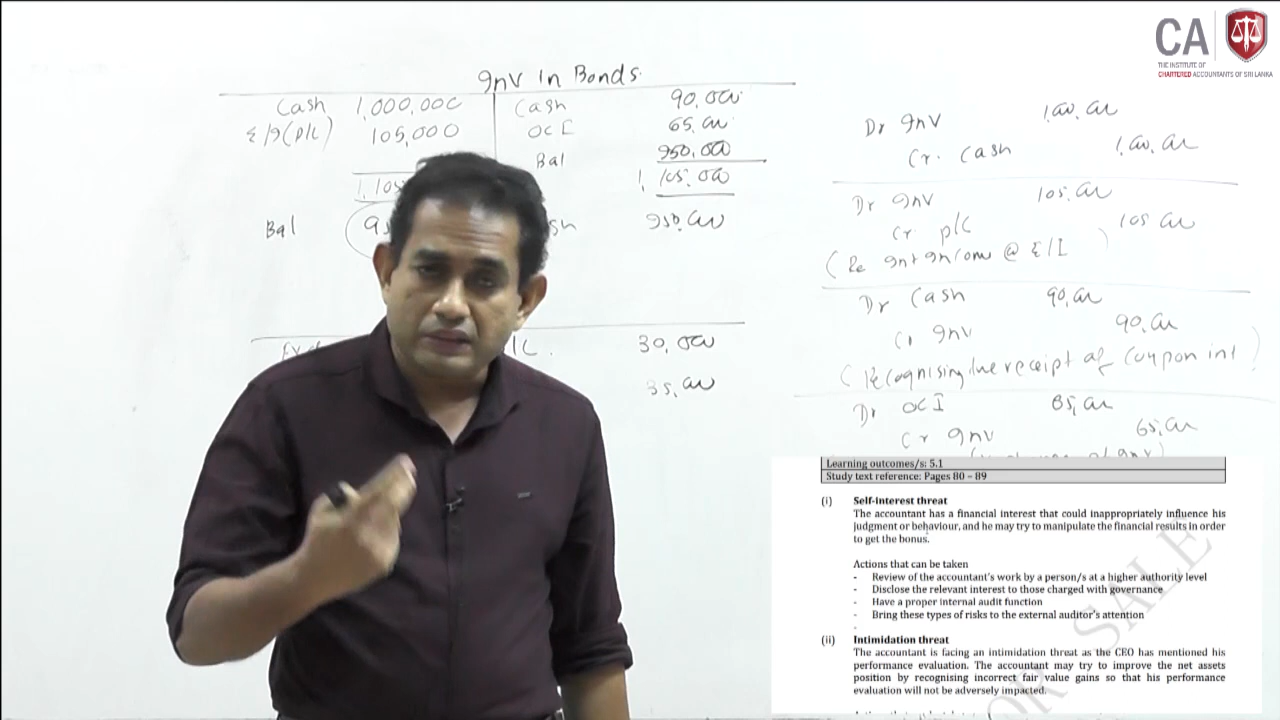 CA
THE INSTITUTE OF
CHARTERED ACCOUNTANTS OF SRI LANKA
Inv in Bonds
Cash 1,000,000 Cash 90,000
E/I (P/L) 105,000 OCI 65,000
Bal 950,000
1,105 1,105,000
Bal 950,000
30,000
35,000
Dr Inv 1,000,000
Cr. Cash 1,000,000
Dr Inv 105,000
Cr P/L 105,000
(Re Int Income @ E/I)
Dr Cash 90,000
Cr Inv 90,000
(Recognising the receipt of Coupon int)
Dr OCI 65,000
Cr Inv 65,000
Learning outcomes/s: 5.1
Study text reference: Pages 80 – 89
(i) Self-interest threat
The accountant has a financial interest that could inappropriately influence his
judgment or behaviour, and he may try to manipulate the financial results in order
to get the bonus.
Actions that can be taken
- Review of the accountant's work by a person/s at a higher authority level
- Disclose the relevant interest to those charged with governance
- Have a proper internal audit function
- Bring these types of risks to the external auditor's attention
-
(ii) Intimidation threat
The accountant is facing an intimidation threat as the CEO has mentioned his
performance evaluation. The accountant may try to improve the net assets
position by recognising incorrect fair value gains so that his performance
evaluation will not be adversely impacted.
OR SALE